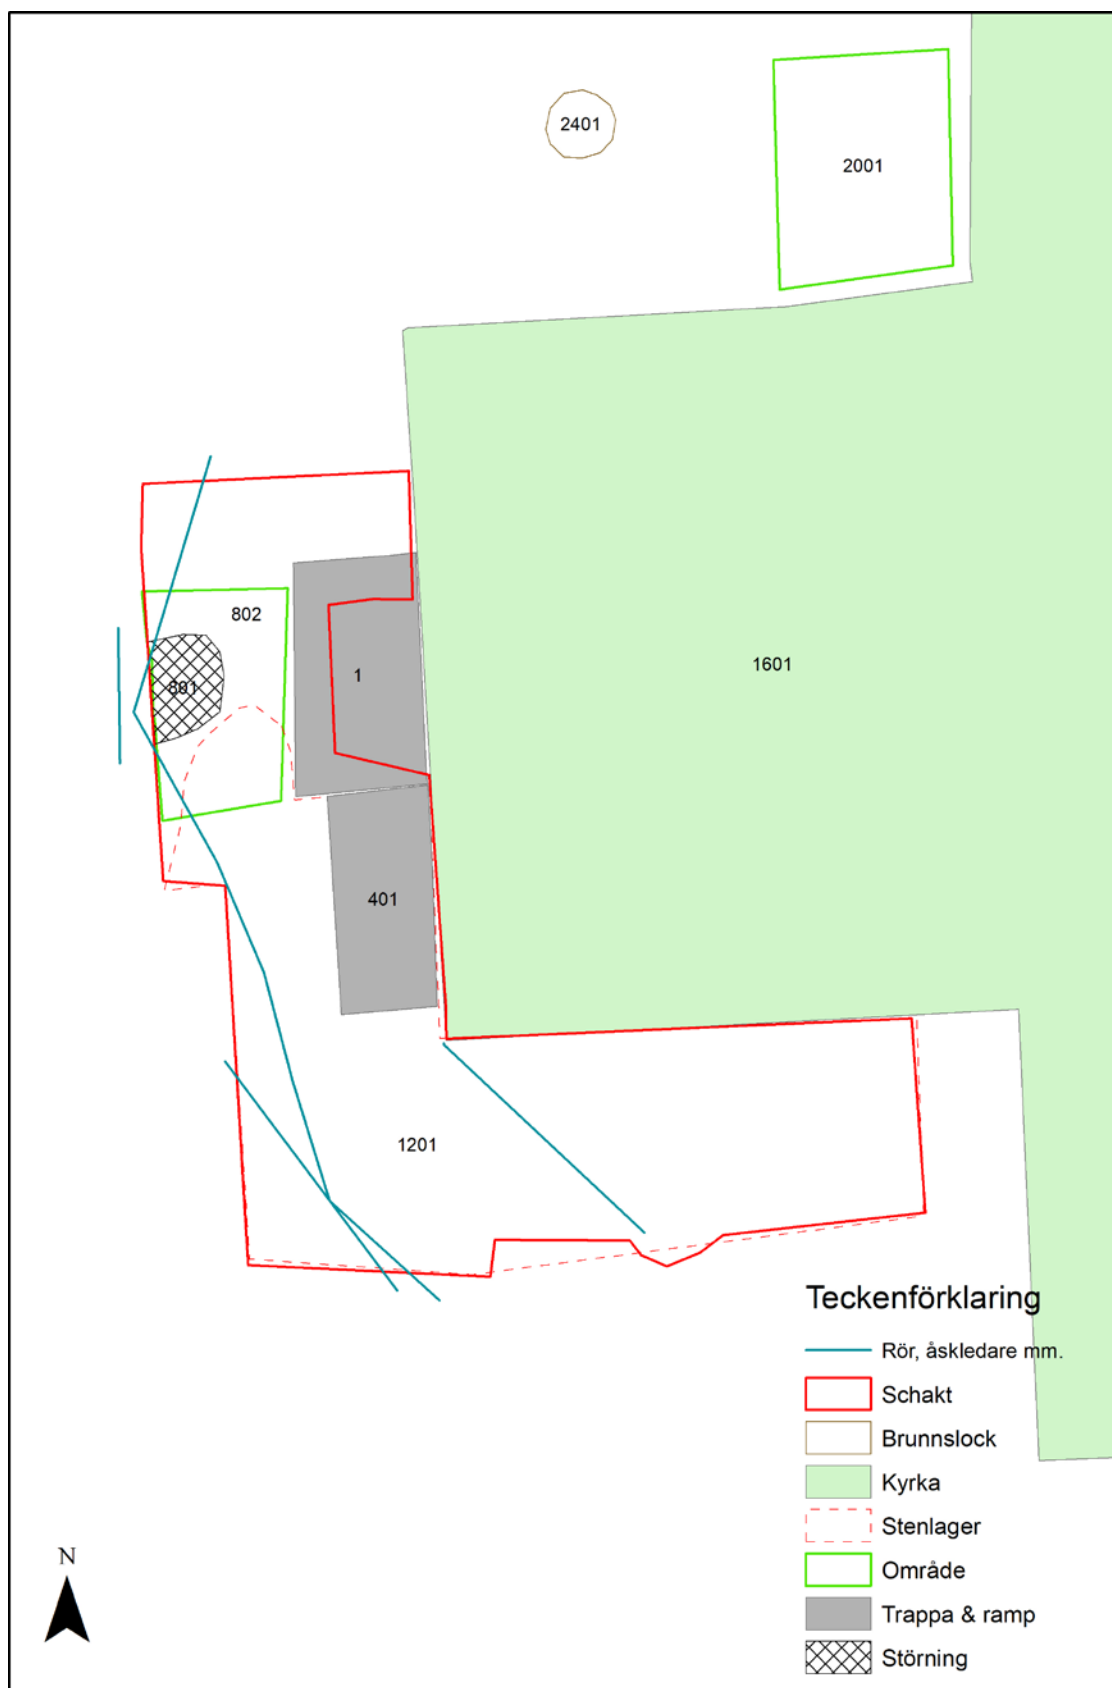 2401
2001
802
1601
1
801
401
1201
Teckenförklaring
Rör, åskledare mm.
Schakt
Brunnslock
Kyrka
Stenlager
Område
Trappa & ramp
Störning
N